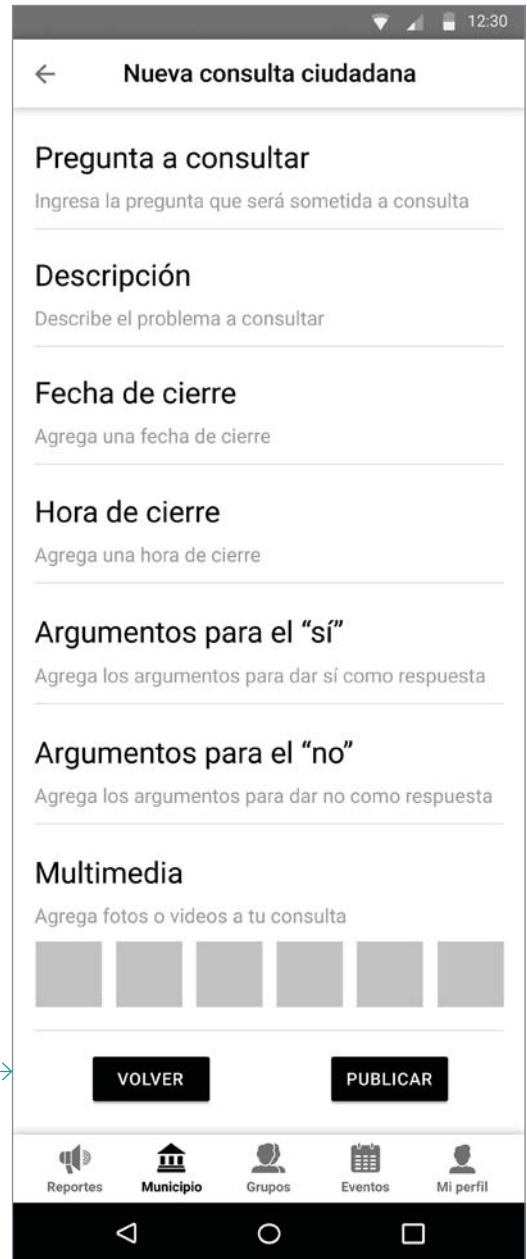 12:30
Nueva consulta ciudadana
Pregunta a consultar
Ingresa la pregunta que será sometida a consulta
Descripción
Describe el problema a consultar
Fecha de cierre
Agrega una fecha de cierre
Hora de cierre
Agrega una hora de cierre
Argumentos para el “sí”
Agrega los argumentos para dar sí como respuesta
Argumentos para el “no”
Agrega los argumentos para dar no como respuesta
Multimedia
Agrega fotos o videos a tu consulta
VOLVER PUBLICAR
Reportes Municipio Grupos Eventos Mi perfil